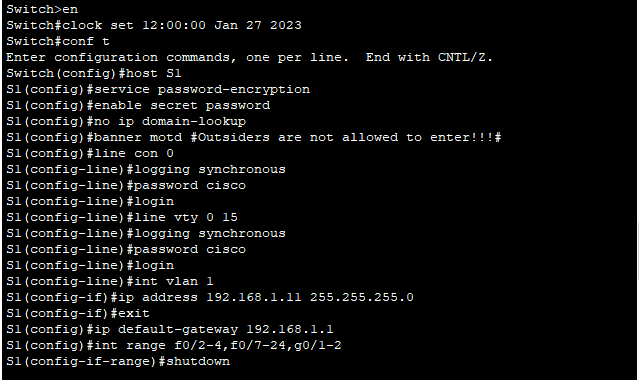 Switch>en
Switch#clock set 12:00:00 Jan 27 2023
Switch#conf t
Enter configuration commands, one per line.  End with CNTL/Z.
Switch(config)#host S1
S1(config)#service password-encryption
S1(config)#enable secret password
S1(config)#no ip domain-lookup
S1(config)#banner motd #Outsiders are not allowed to enter!!!#
S1(config)#line con 0
S1(config-line)#logging synchronous
S1(config-line)#password cisco
S1(config-line)#login
S1(config-line)#line vty 0 15
S1(config-line)#logging synchronous
S1(config-line)#password cisco
S1(config-line)#login
S1(config-line)#int vlan 1
S1(config-if)#ip address 192.168.1.11 255.255.255.0
S1(config-if)#exit
S1(config)#ip default-gateway 192.168.1.1
S1(config)#int range f0/2-4,f0/7-24,g0/1-2
S1(config-if-range)#shutdown